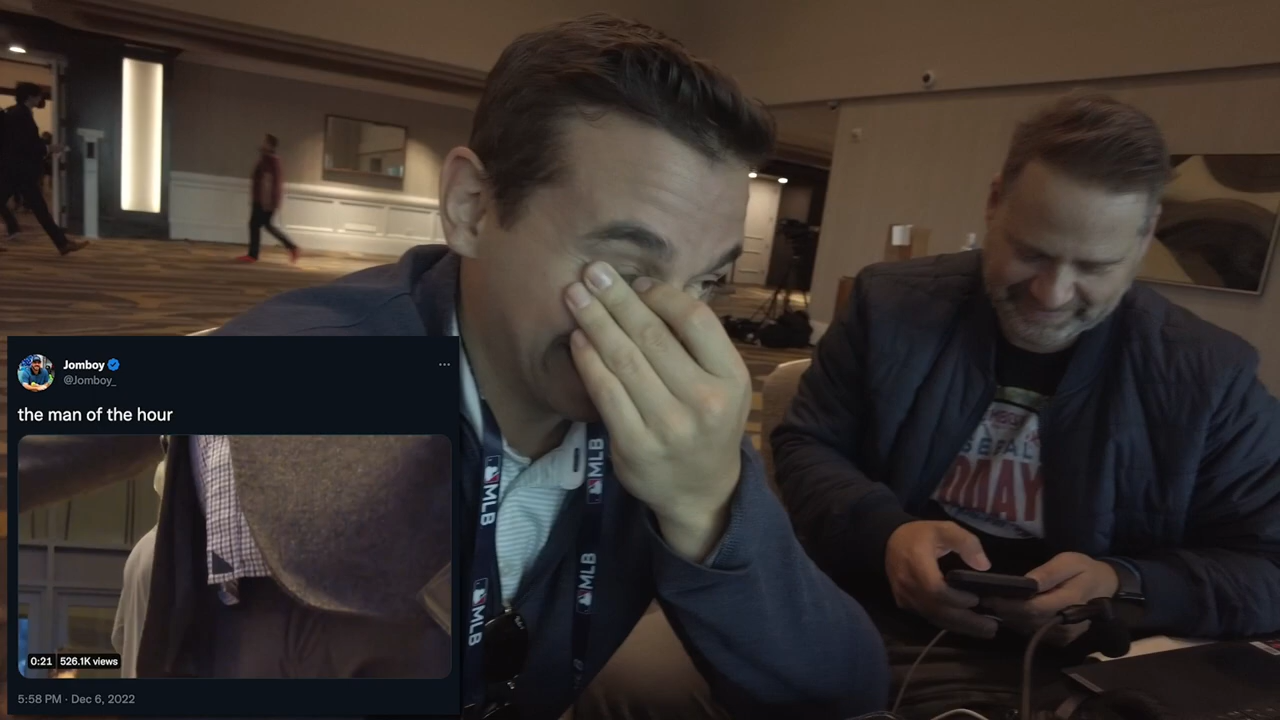 Jomboy
@Jomboy_
the man of the hour
0:21 526.1K views
5:58 PM · Dec 6, 2022
MLB
MLB
MLB
MLB